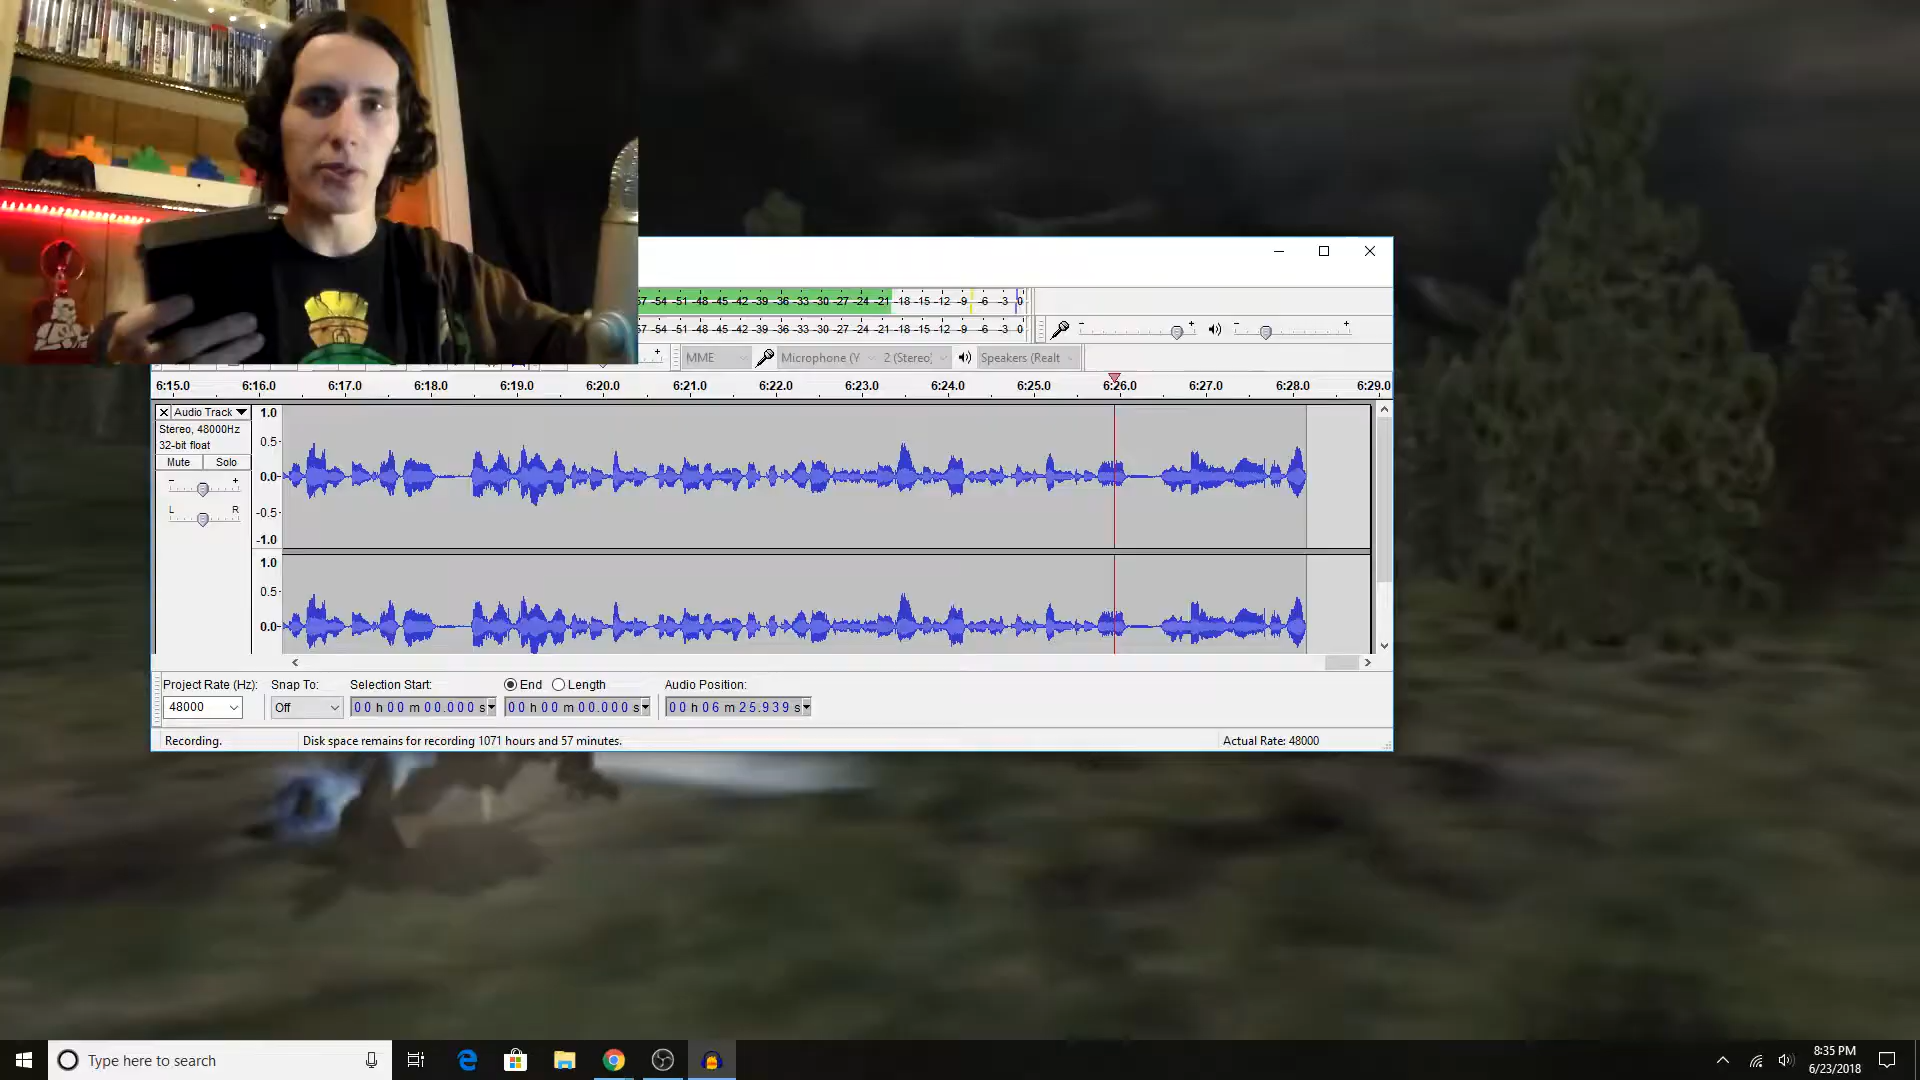 57 -54 -51 -48 -45 -42 -39 -36 -33 -30 -27 -24 -21 -18 -15 -12 -9 -6 -3 0
57 -54 -51 -48 -45 -42 -39 -36 -33 -30 -27 -24 -21 -18 -15 -12 -9 -6 -3 0
MME Microphone (Y 2 (Stereo) Speakers (Realt
6:15.0 6:16.0 6:17.0 6:18.0 6:19.0 6:20.0 6:21.0 6:22.0 6:23.0 6:24.0 6:25.0 6:26.0 6:27.0 6:28.0 6:29.0
Audio Track 1.0
Stereo, 48000Hz
32-bit float 0.5
Mute Solo
0.0
L R -0.5
-1.0
1.0
0.5
0.0
Project Rate (Hz): Snap To: Selection Start: End Length Audio Position:
48000 Off 00 h 00 m 00.000 s 00 h 00 m 00.000 s 00 h 06 m 25.939 s
Recording. Disk space remains for recording 1071 hours and 57 minutes. Actual Rate: 48000
Type here to search
8:35 PM
6/23/2018